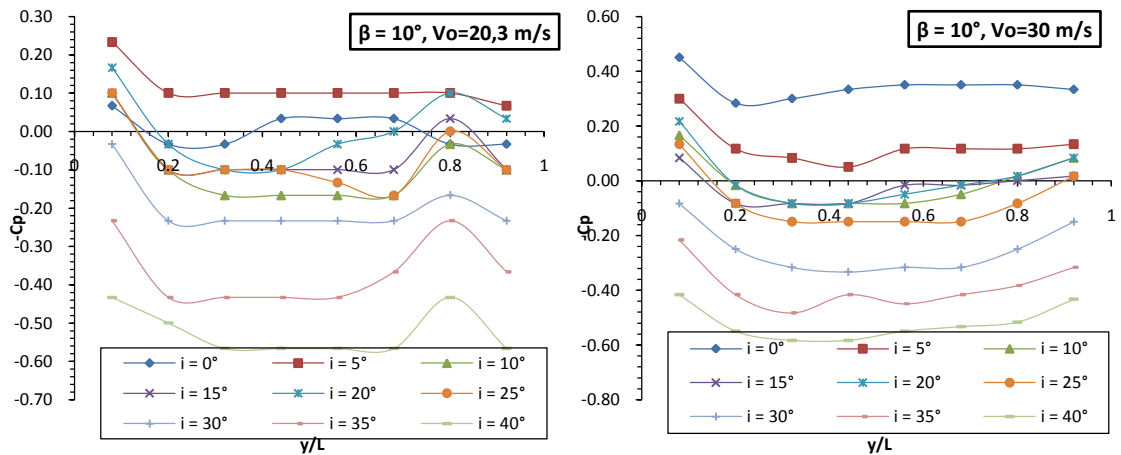 β = 10°, Vo=20,3 m/s
0.30
0.20
0.10
0.00
-0.10
-0.20
-0.30
-0.40
-0.50
-0.60
-0.70
0 0.2 0.4 0.6 0.8 1
-Cp
i = 0° i = 5° i = 10°
i = 15° i = 20° i = 25°
i = 30° i = 35° i = 40°
y/L
β = 10°, Vo=30 m/s
0.60
0.40
0.20
0.00
-0.20
-0.40
-0.60
-0.80
0 0.2 0.4 0.6 0.8 1
-Cp
i = 0° i = 5° i = 10°
i = 15° i = 20° i = 25°
i = 30° i = 35° i = 40°
y/L